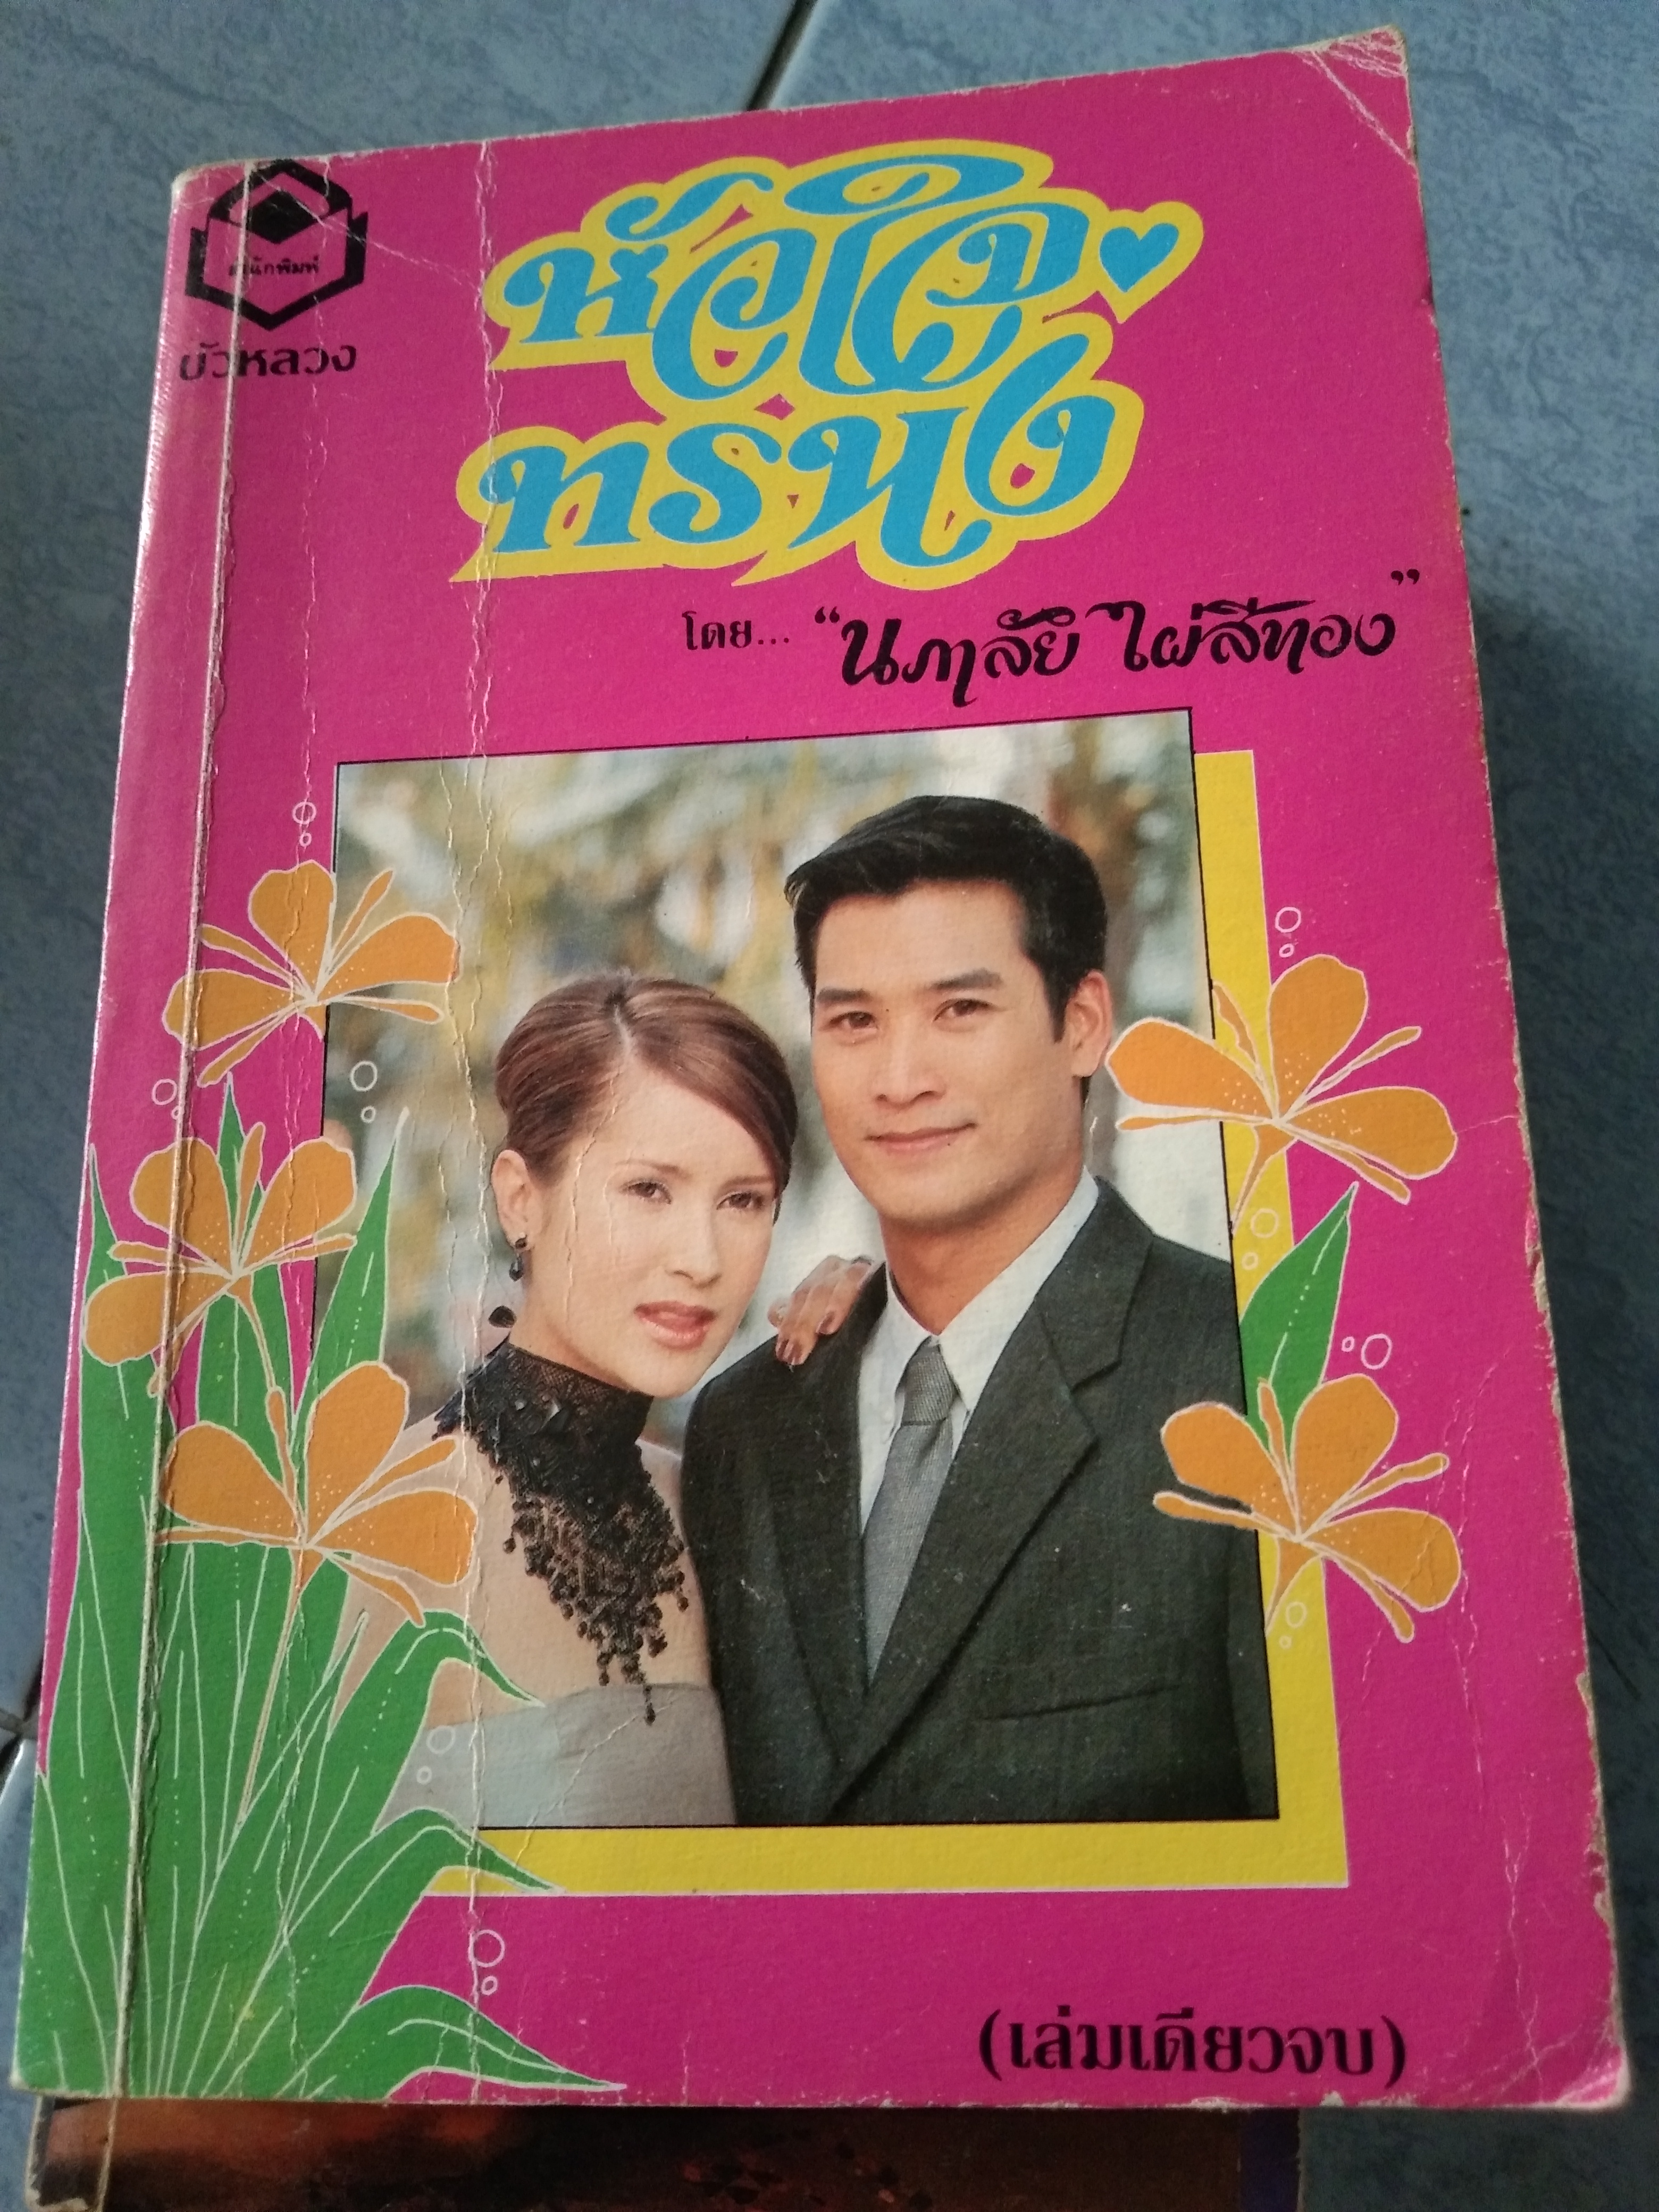 สำนักพิมพ์
บัวหลวง
หัวใจ
ทรนง
โดย... “นภาลัย ไผ่สีทอง”
(เล่มเดียวจบ)